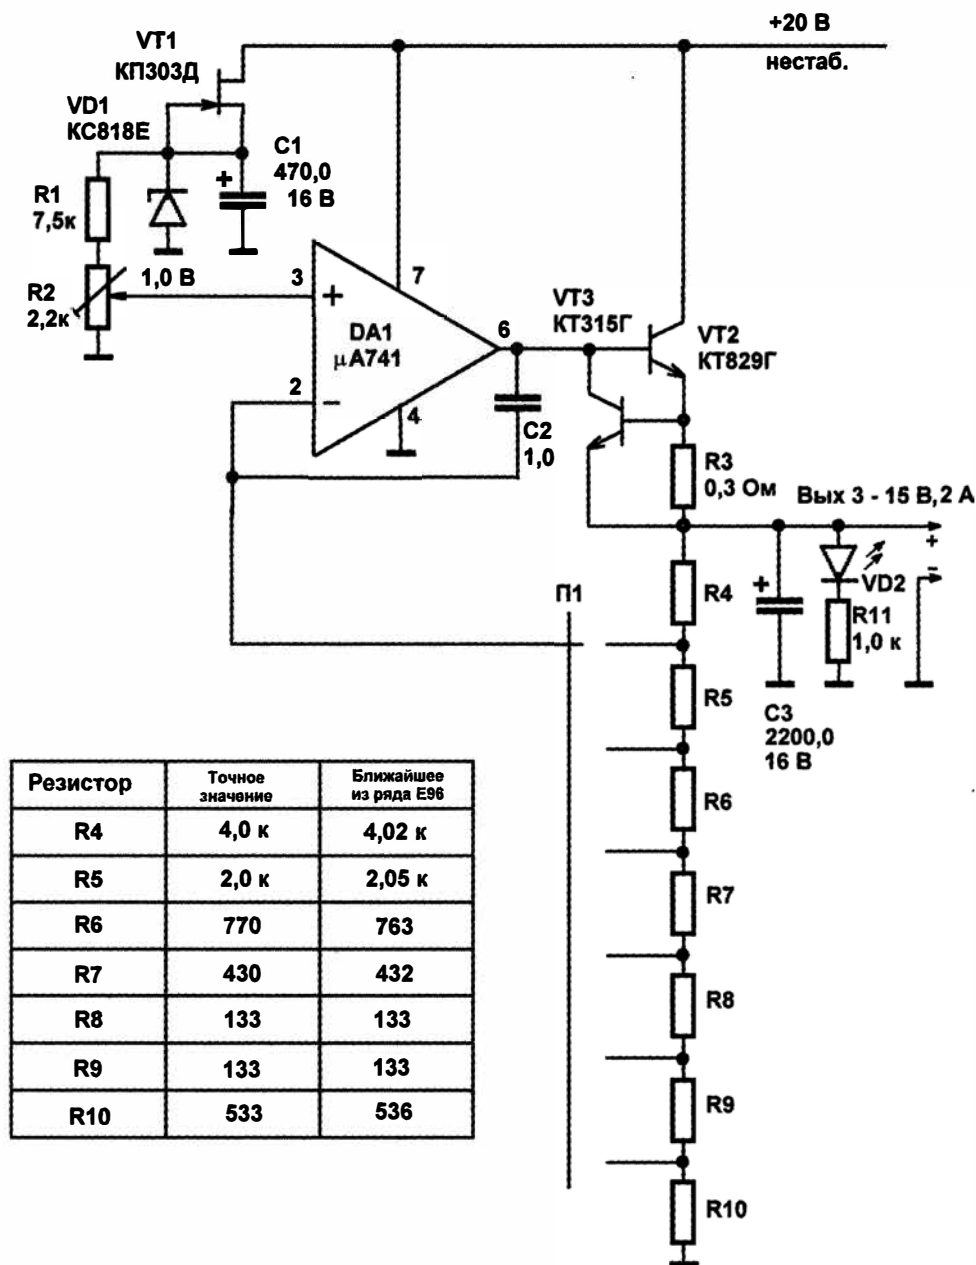 +20 В
нестаб.
VT1
КП303Д
VD1
КС818Е
C1
470,0
16 В
+
R1
7,5к
R2
2,2к
1,0 В
3
+
7
DA1
μA741
6
2
−
4
C2
1,0
VT3
КТ315Г
VT2
КТ829Г
R3
0,3 Ом
Вых 3 - 15 В,2 А
+
−
VD2
R11
1,0 к
+
C3
2200,0
16 В
П1
R4
R5
R6
R7
R8
R9
R10
Резистор Точное значение Ближайшее из ряда Е96
R4 4,0 к 4,02 к
R5 2,0 к 2,05 к
R6 770 763
R7 430 432
R8 133 133
R9 133 133
R10 533 536